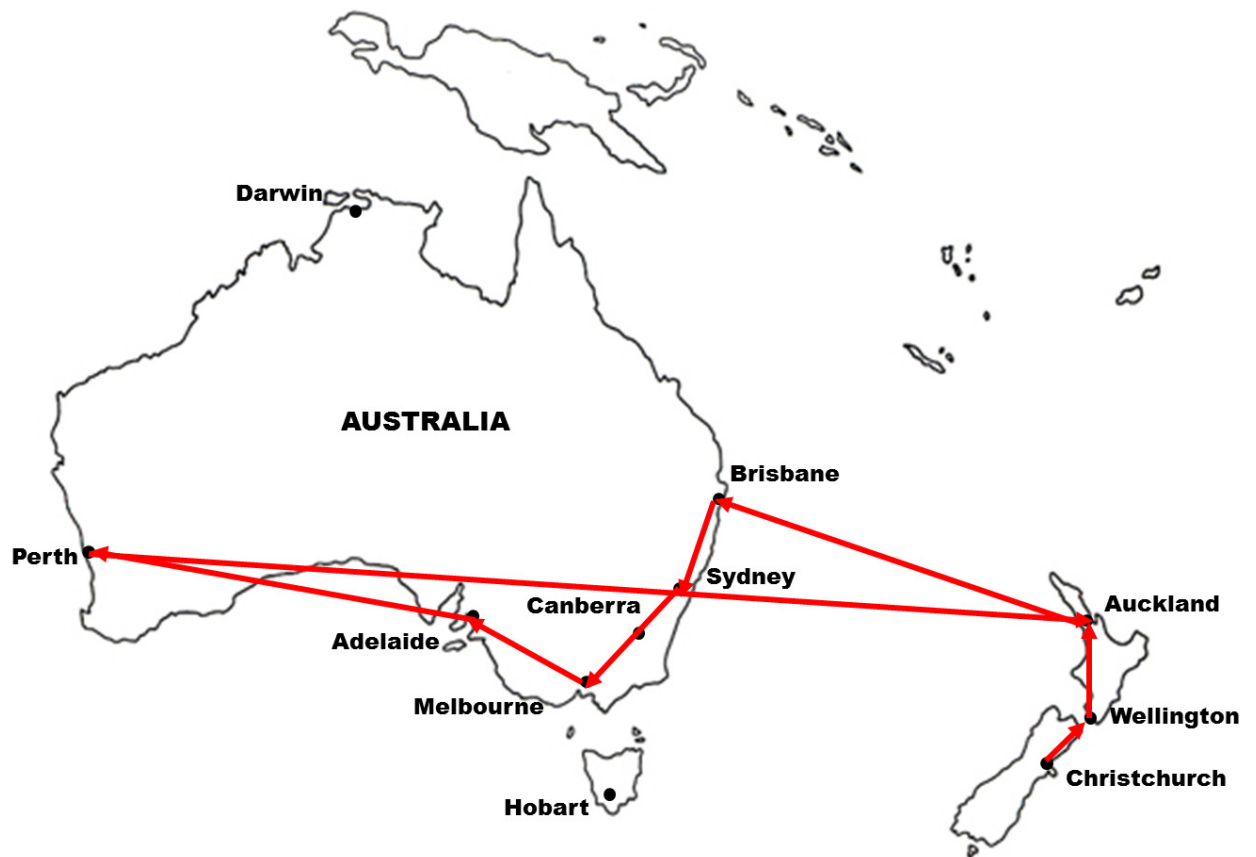 Darwin
AUSTRALIA
Brisbane
Perth
Sydney
Canberra
Auckland
Adelaide
Melbourne
Wellington
Christchurch
Hobart